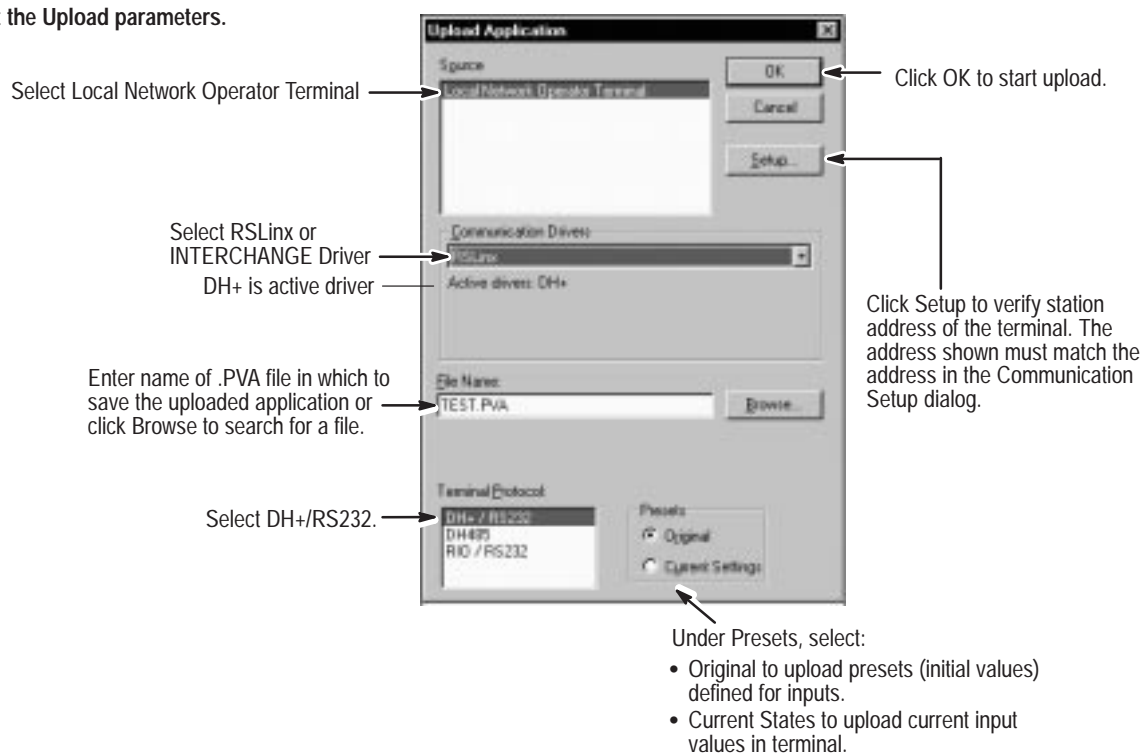 the Upload parameters.
Select Local Network Operator Terminal
Select RSLinx or
INTERCHANGE Driver
DH+ is active driver
Enter name of .PVA file in which to
save the uploaded application or
click Browse to search for a file.
Select DH+/RS232.
Upload Application
Source
Local Network Operator Terminal
OK
Cancel
Setup...
Communication Drivers
RSLinx
Active drivers: DH+
File Name:
TEST.PVA
Browse...
Terminal Protocol:
DH+ / RS232
DH485
RIO / RS232
Presets
Original
Current Settings
Click OK to start upload.
Click Setup to verify station
address of the terminal. The
address shown must match the
address in the Communication
Setup dialog.
Under Presets, select:
• Original to upload presets (initial values)
defined for inputs.
• Current States to upload current input
values in terminal.